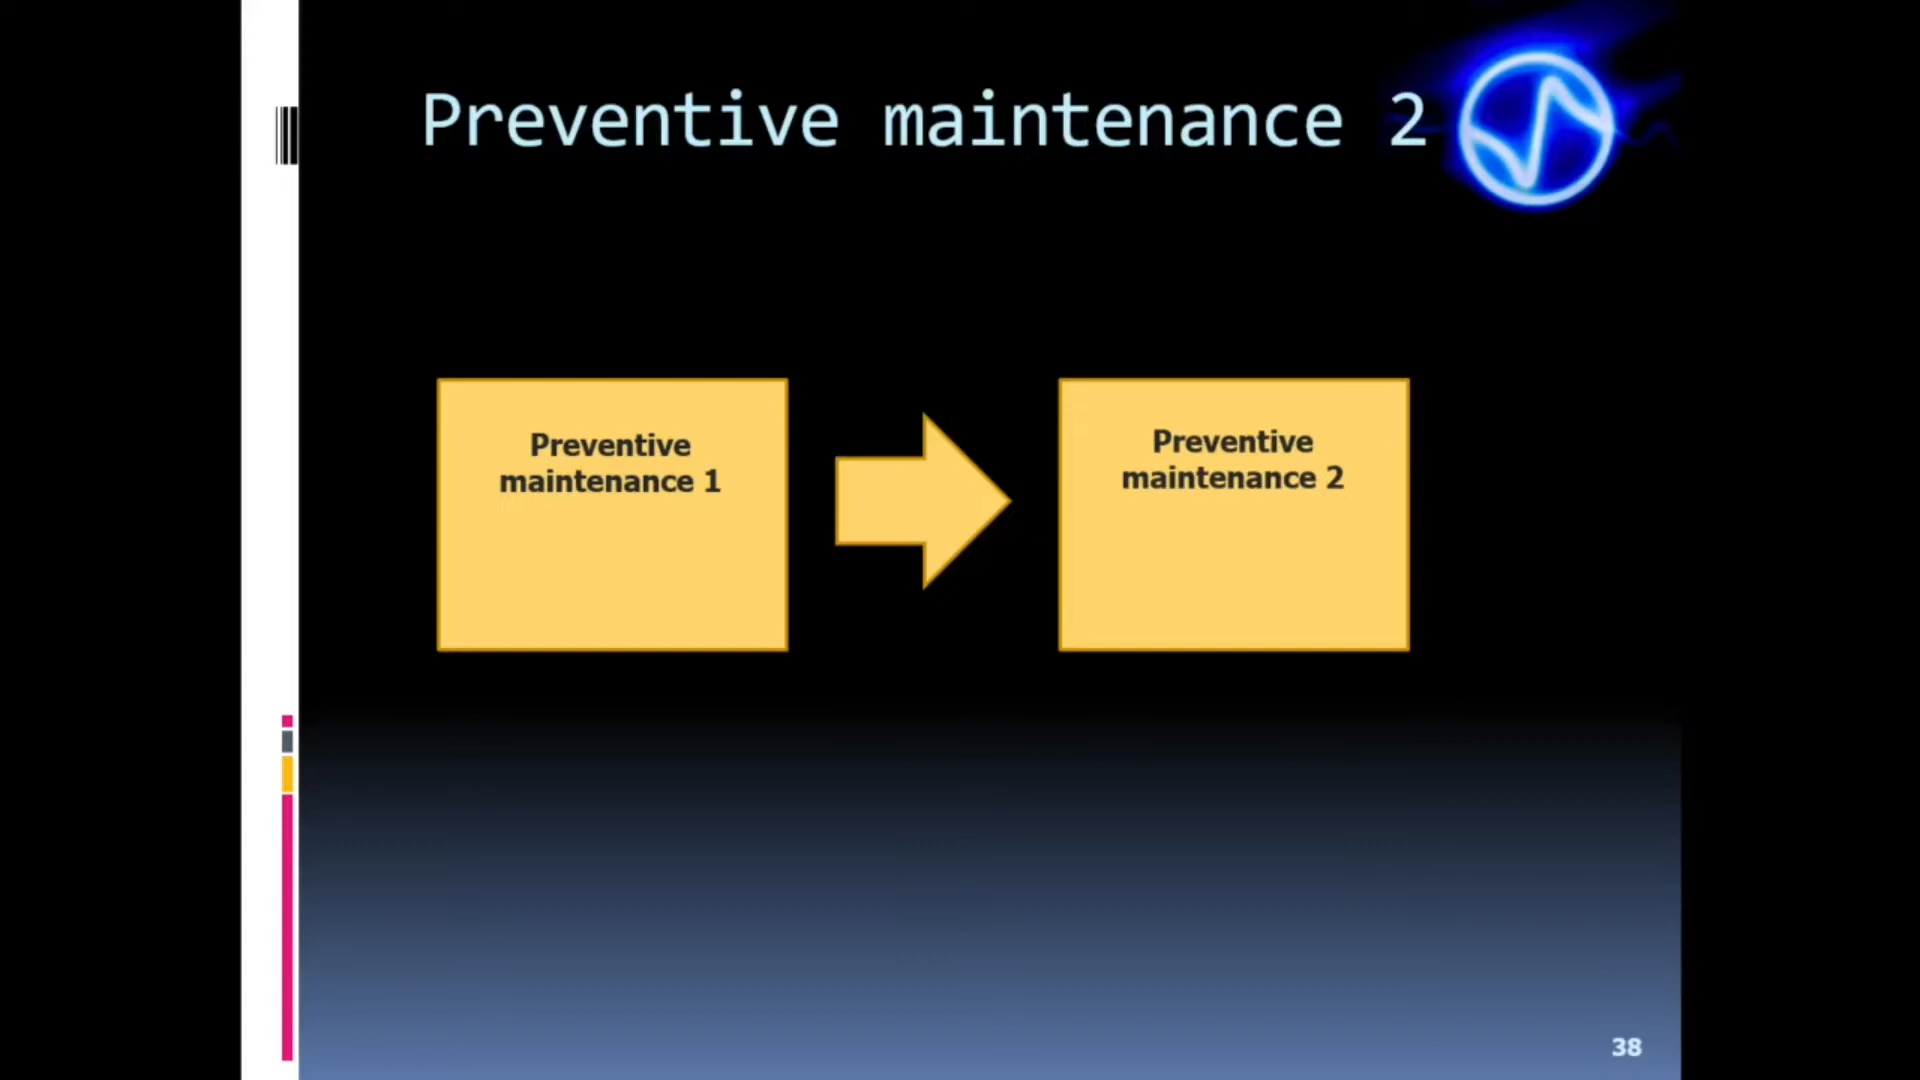 Preventive maintenance 2
Preventive
maintenance 1
Preventive
maintenance 2
38